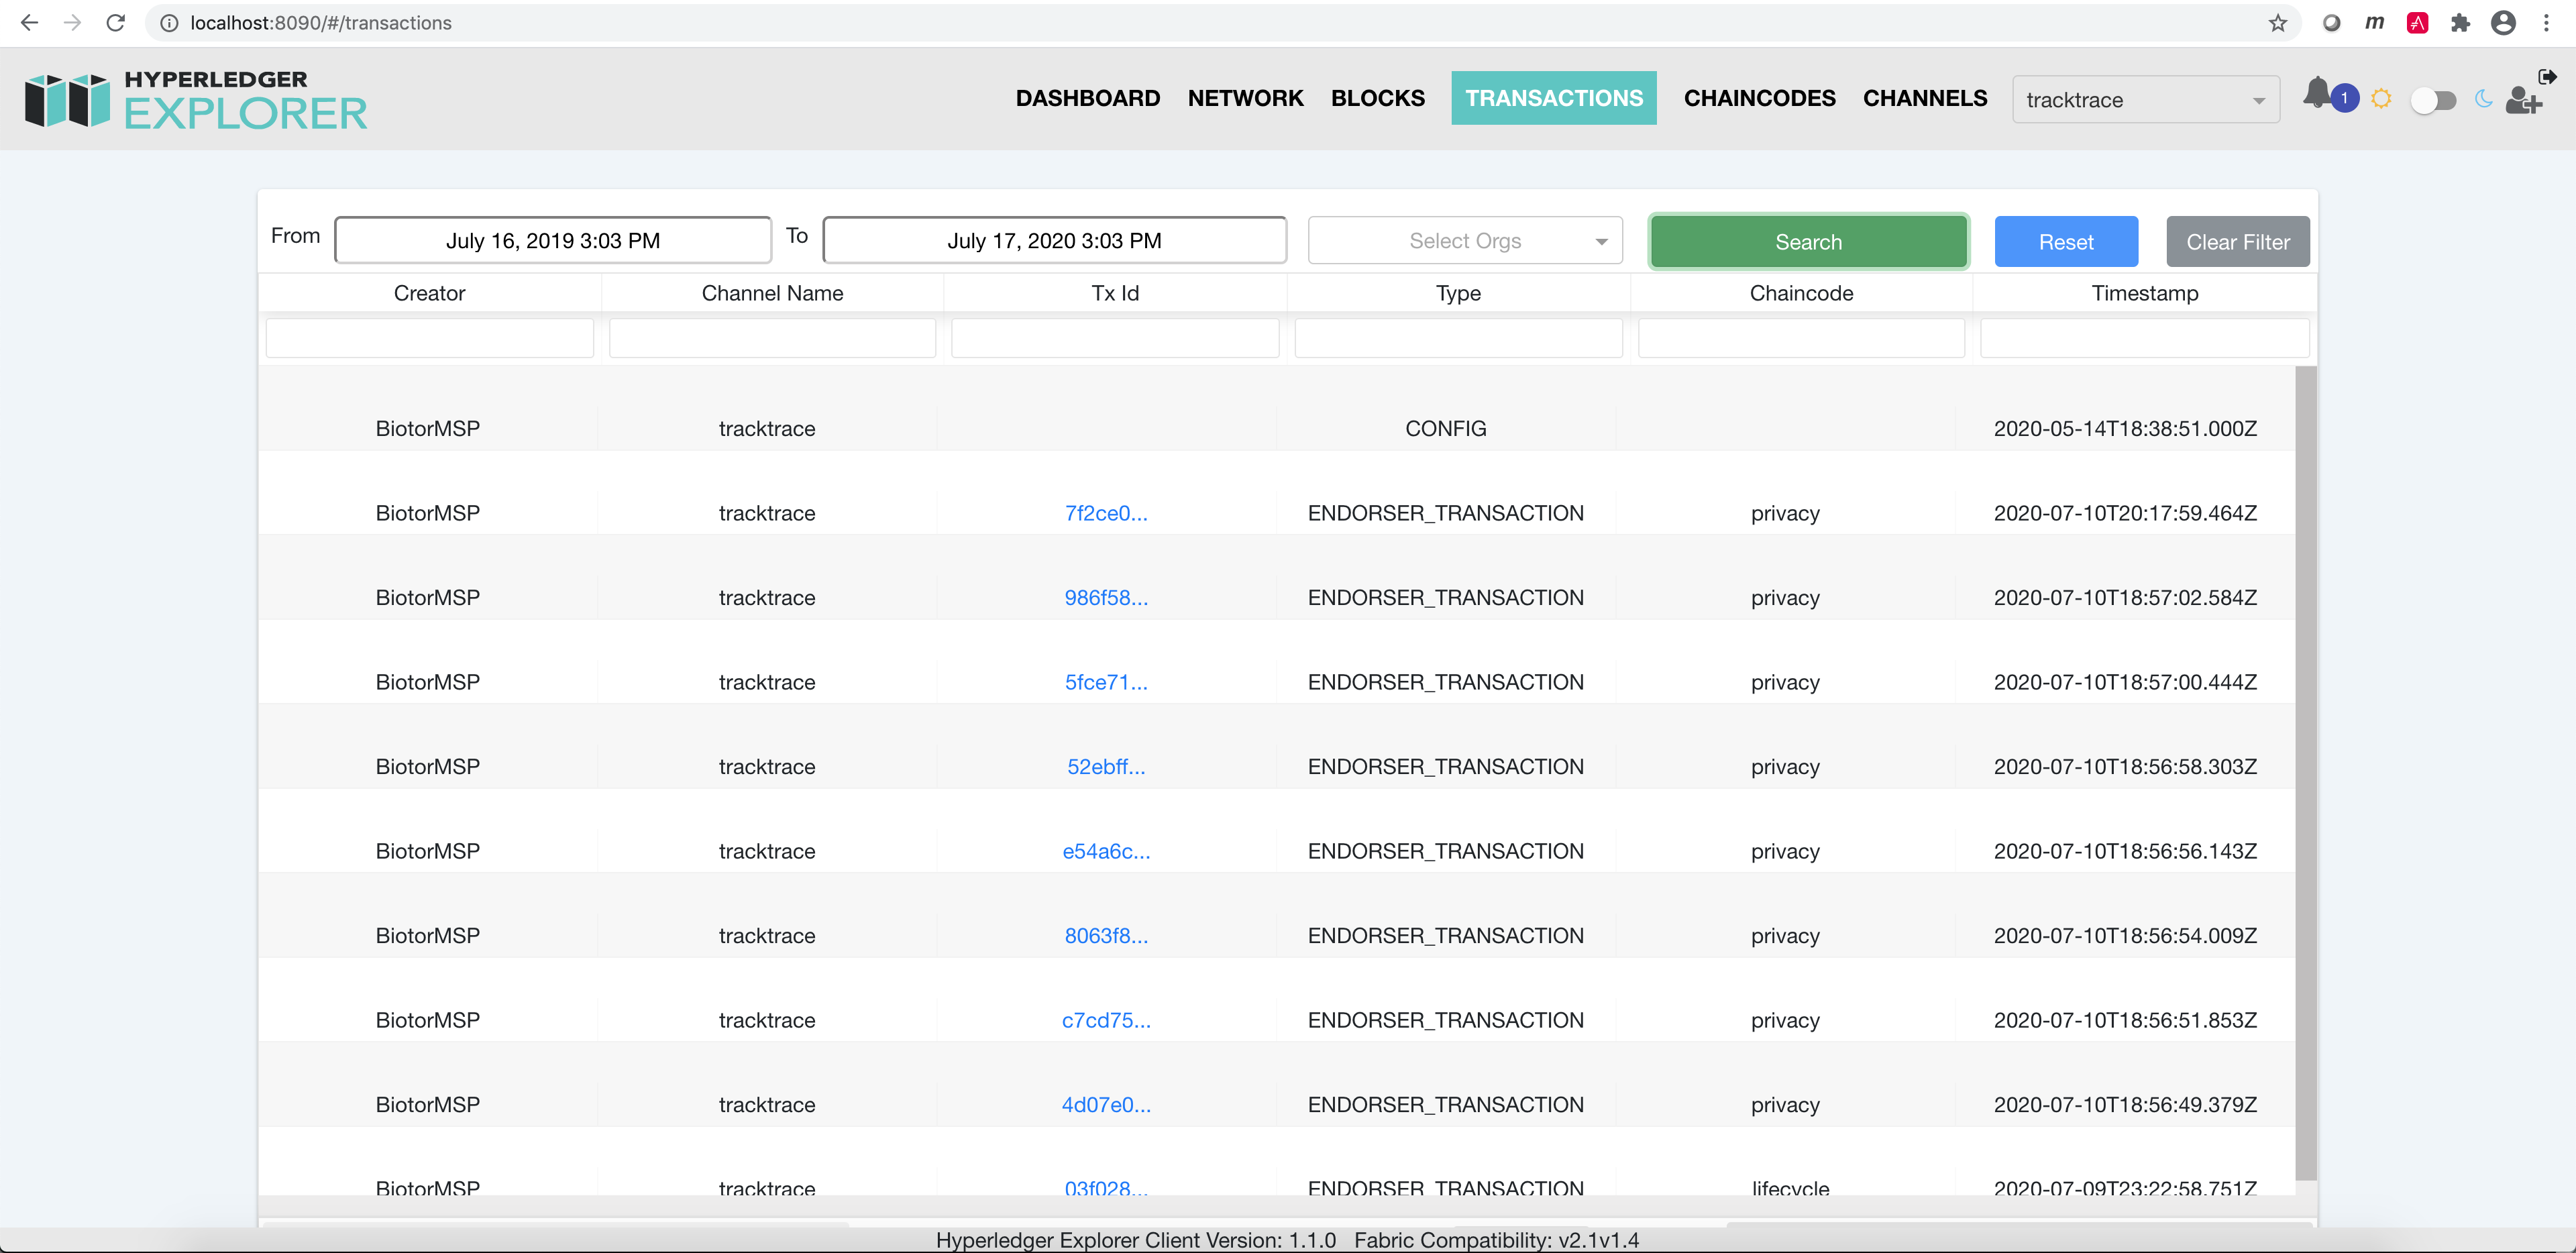 localhost:8090/#/transactions
HYPERLEDGER
EXPLORER
DASHBOARD NETWORK BLOCKS TRANSACTIONS CHAINCODES CHANNELS tracktrace 1
From July 16, 2019 3:03 PM To July 17, 2020 3:03 PM Select Orgs Search Reset Clear Filter
Creator Channel Name Tx Id Type Chaincode Timestamp
BiotorMSP tracktrace CONFIG 2020-05-14T18:38:51.000Z
BiotorMSP tracktrace 7f2ce0... ENDORSER_TRANSACTION privacy 2020-07-10T20:17:59.464Z
BiotorMSP tracktrace 986f58... ENDORSER_TRANSACTION privacy 2020-07-10T18:57:02.584Z
BiotorMSP tracktrace 5fce71... ENDORSER_TRANSACTION privacy 2020-07-10T18:57:00.444Z
BiotorMSP tracktrace 52ebff... ENDORSER_TRANSACTION privacy 2020-07-10T18:56:58.303Z
BiotorMSP tracktrace e54a6c... ENDORSER_TRANSACTION privacy 2020-07-10T18:56:56.143Z
BiotorMSP tracktrace 8063f8... ENDORSER_TRANSACTION privacy 2020-07-10T18:56:54.009Z
BiotorMSP tracktrace c7cd75... ENDORSER_TRANSACTION privacy 2020-07-10T18:56:51.853Z
BiotorMSP tracktrace 4d07e0... ENDORSER_TRANSACTION privacy 2020-07-10T18:56:49.379Z
BiotorMSP tracktrace 03f028... ENDORSER_TRANSACTION lifecycle 2020-07-09T23:22:58.751Z
Hyperledger Explorer Client Version: 1.1.0 Fabric Compatibility: v2.1v1.4